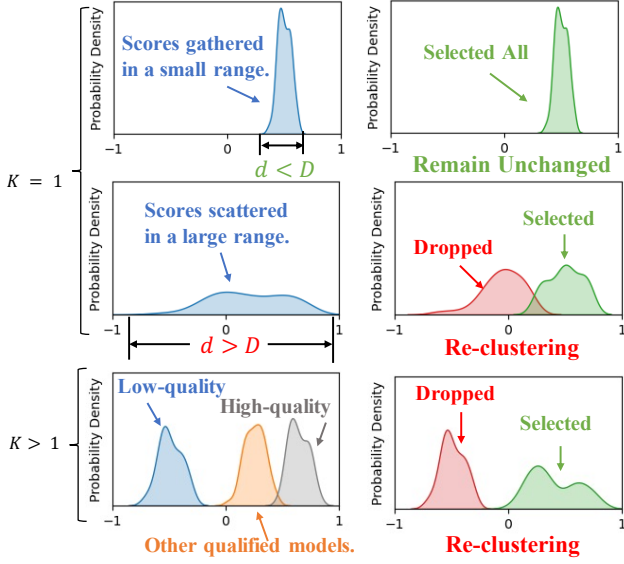 Probability Density
Scores gathered
in a small range.
-1 0 1
d < D
Probability Density
Selected All
-1 0 1
Remain Unchanged
K = 1
Probability Density
Scores scattered
in a large range.
-1 0 1
d > D
Probability Density
Dropped
Selected
-1 0 1
Re-clustering
K > 1
Probability Density
Low-quality
High-quality
-1 0 1
Other qualified models.
Probability Density
Dropped
Selected
-1 0 1
Re-clustering